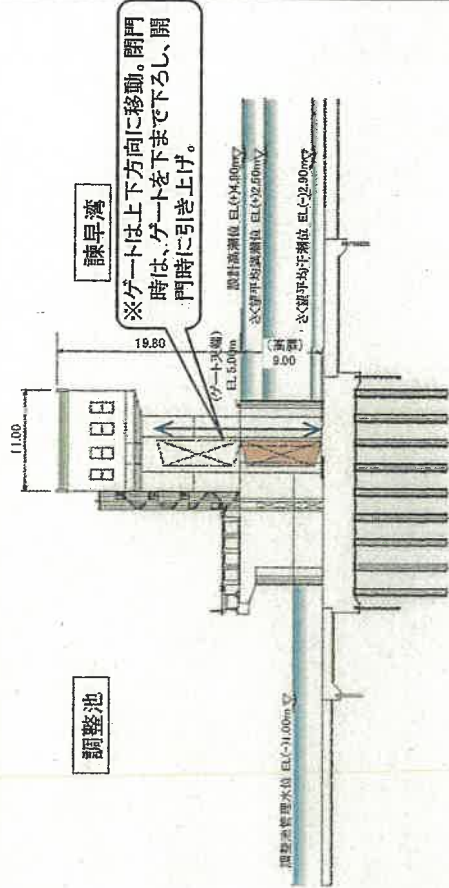 調整池
諫早湾
※ゲートは上下方向に移動。閉門
時は、ゲートを下まで下ろし、開
門時に引き上げ。
11.00
19.80
(ゲート天端)
EL 5.00m
9.00
設計高潮位 EL(+)4.90m
さく望平均満潮位 EL(+)2.60m
さく望平均干潮位 EL(-)2.90m
調整池管理水位 EL(-)1.00m